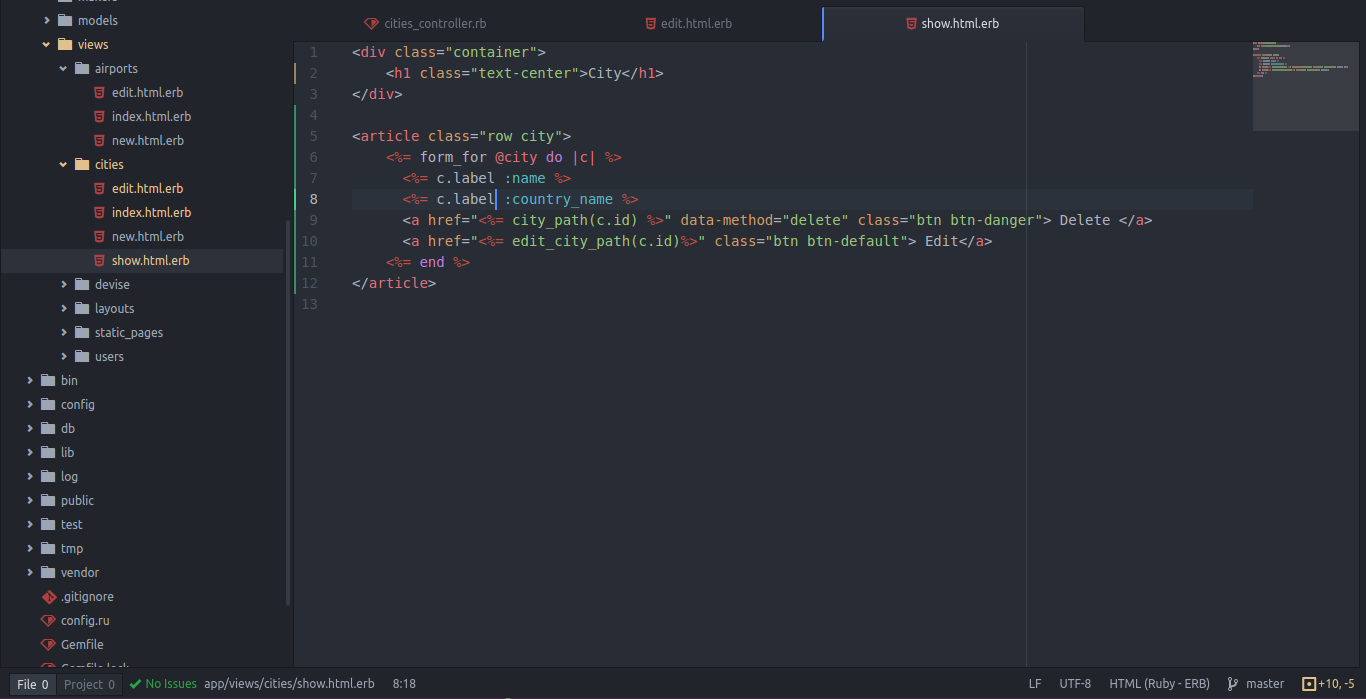 models
views
airports
edit.html.erb
index.html.erb
new.html.erb
cities
edit.html.erb
index.html.erb
new.html.erb
show.html.erb
devise
layouts
static_pages
users
bin
config
db
lib
log
public
test
tmp
vendor
.gitignore
config.ru
Gemfile
Gemfile.lock
cities_controller.rb
edit.html.erb
show.html.erb
1 <div class="container">
2 <h1 class="text-center">City</h1>
3 </div>
4
5 <article class="row city">
6 <%= form_for @city do |c| %>
7 <%= c.label :name %>
8 <%= c.label :country_name %>
9 <a href="<%= city_path(c.id) %>" data-method="delete" class="btn btn-danger"> Delete </a>
10 <a href="<%= edit_city_path(c.id)%>" class="btn btn-default"> Edit</a>
11 <%= end %>
12 </article>
13
File 0 Project 0 No Issues app/views/cities/show.html.erb 8:18 LF UTF-8 HTML (Ruby - ERB) master +10, -5